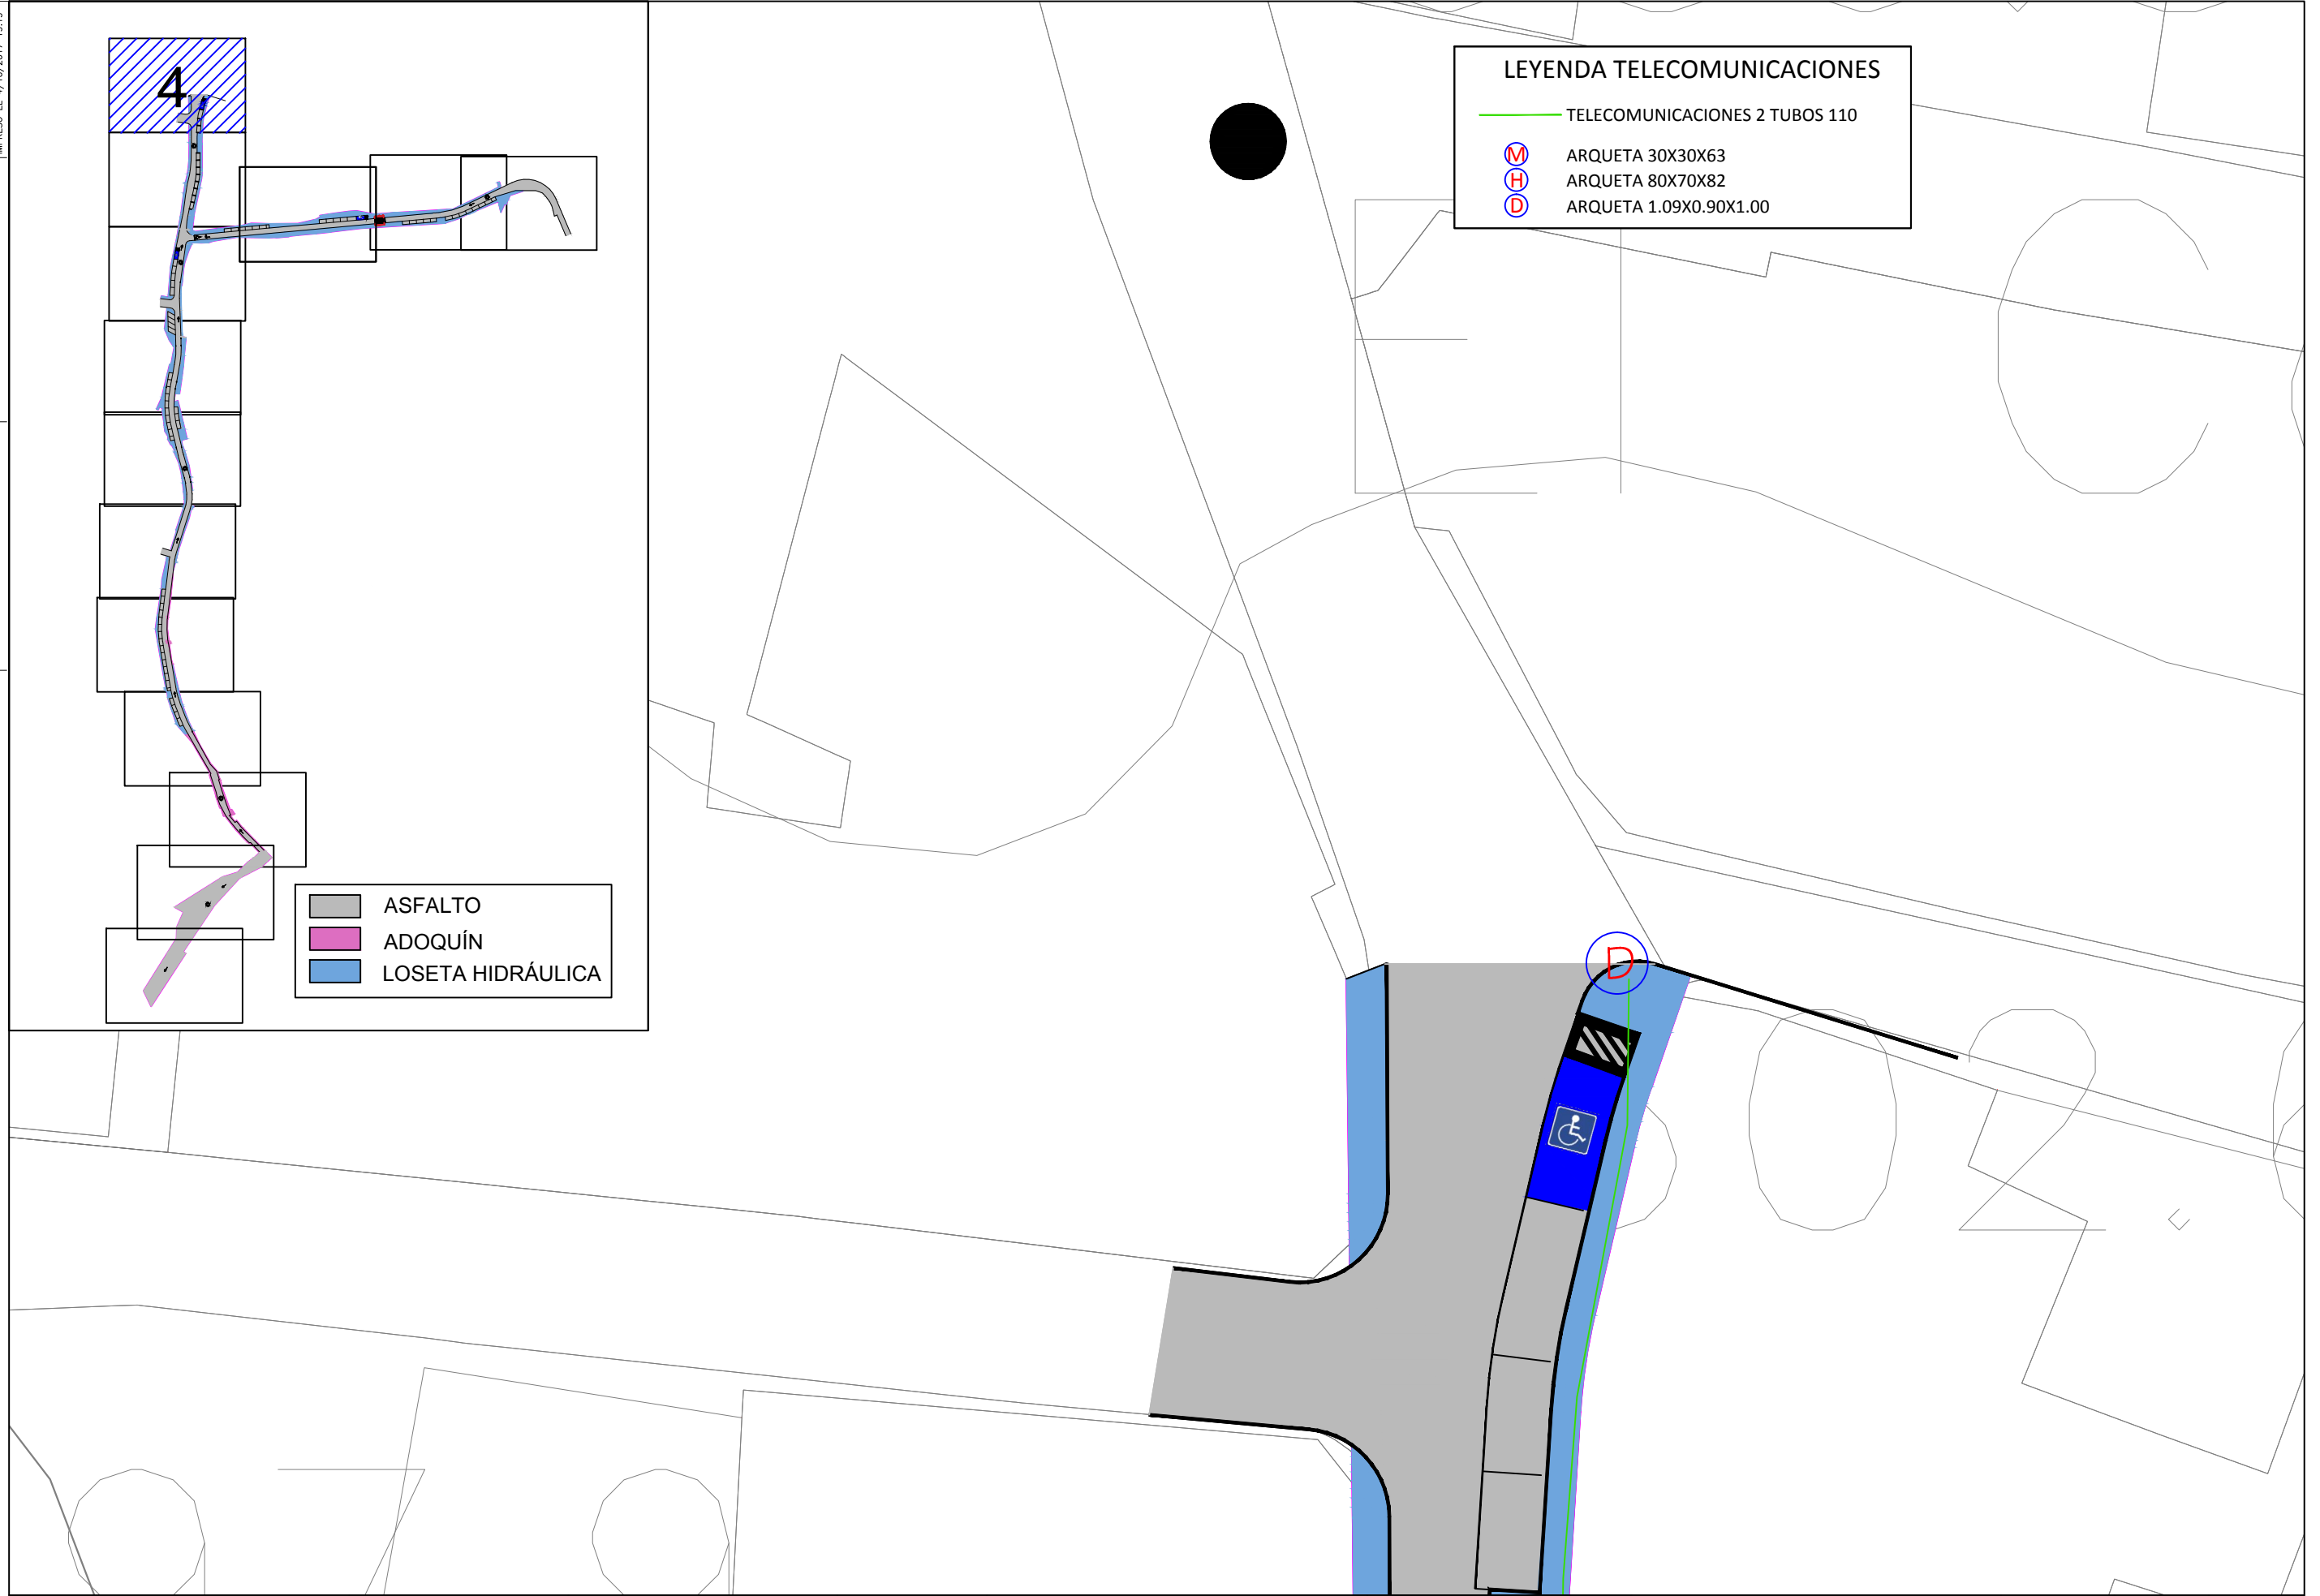 4
LEYENDA TELECOMUNICACIONES
TELECOMUNICACIONES 2 TUBOS 110
M ARQUETA 30X30X63
H ARQUETA 80X70X82
D ARQUETA 1.09X0.90X1.00
ASFALTO
ADOQUÍN
LOSETA HIDRÁULICA
D